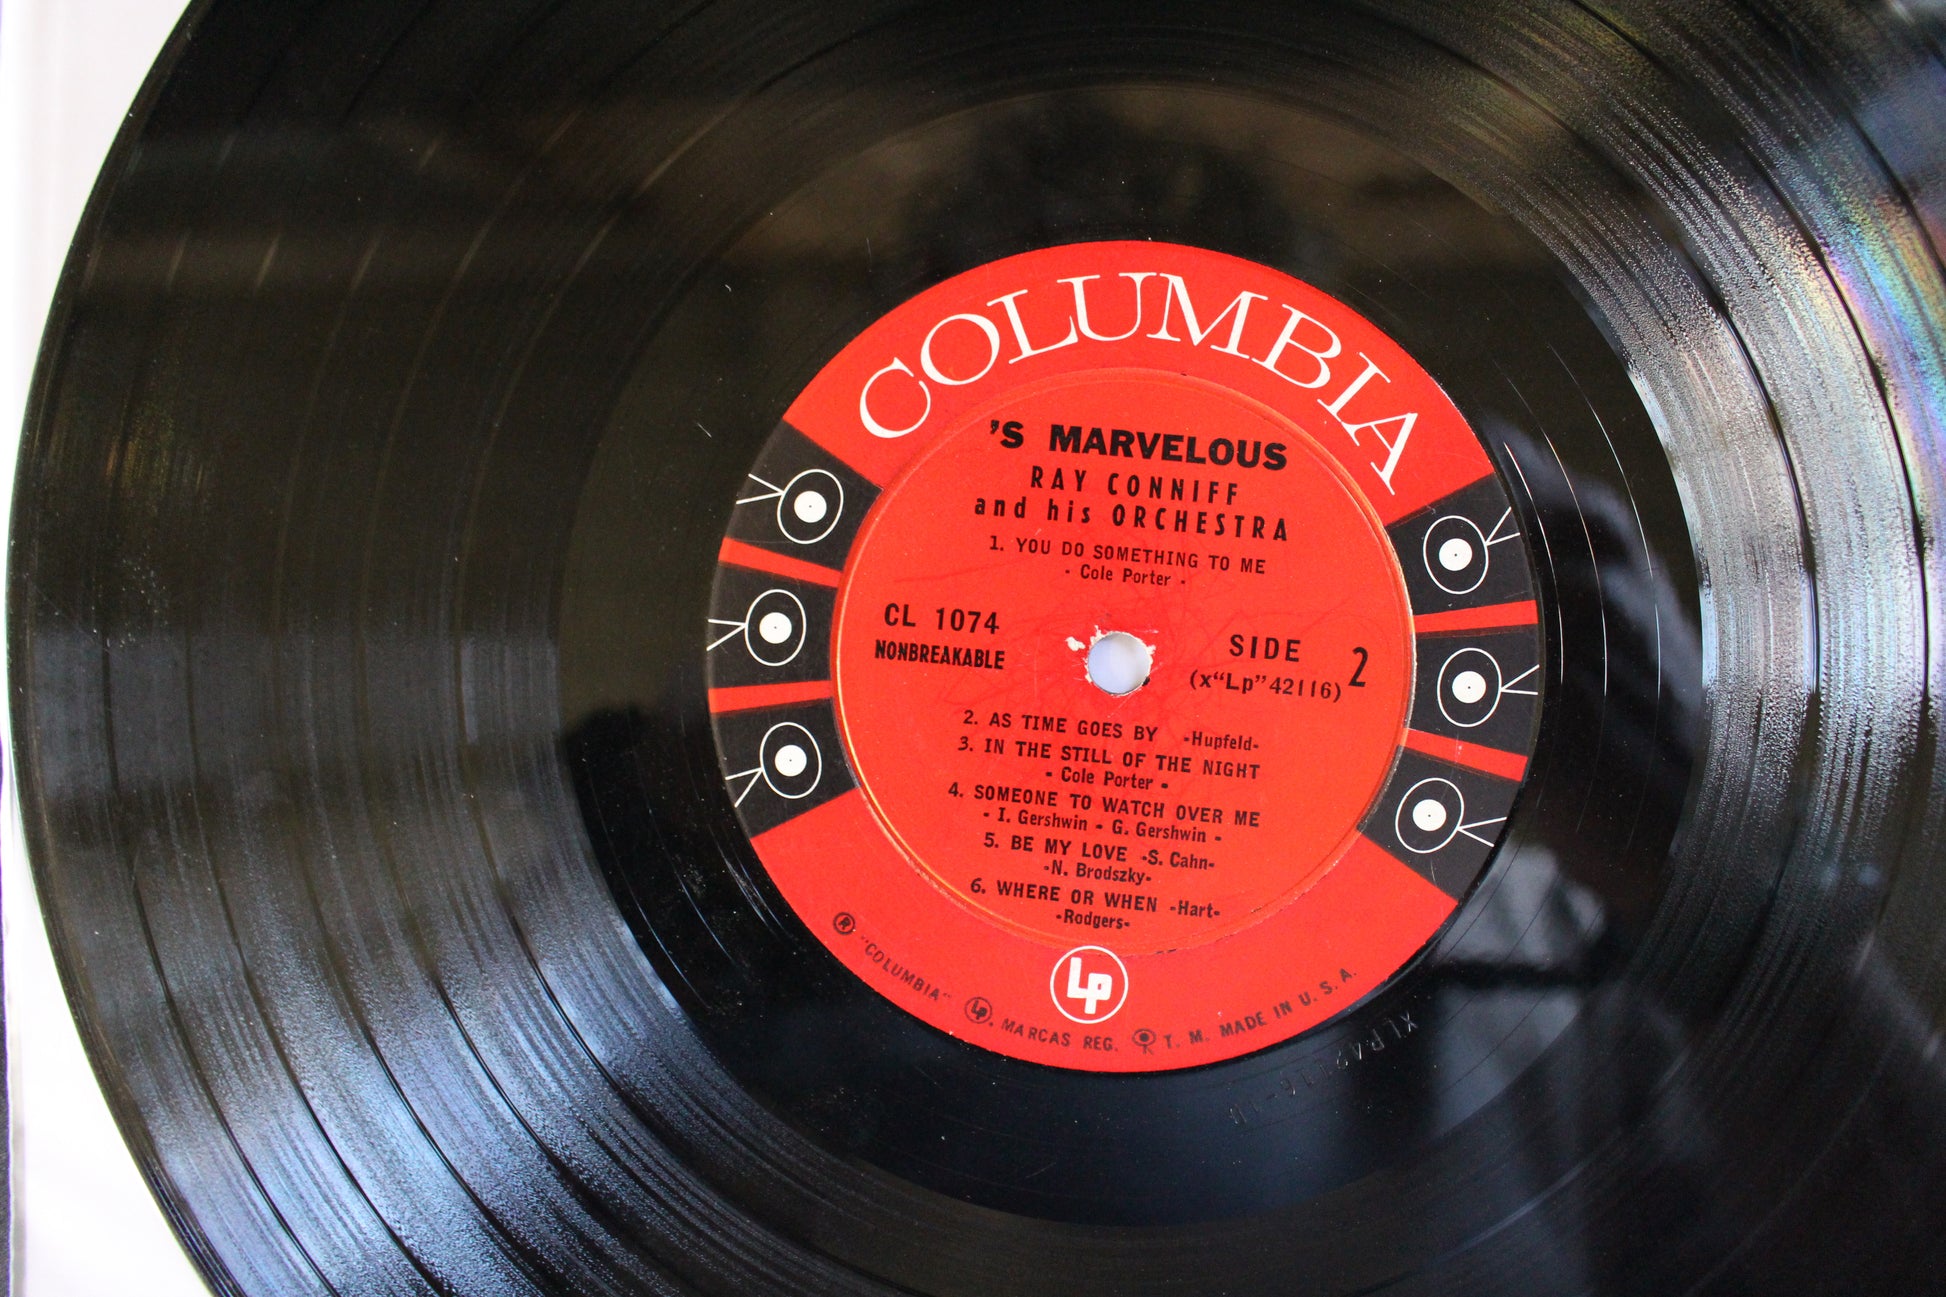 COLUMBIA
'S MARVELOUS
RAY CONNIFF
and his ORCHESTRA
1. YOU DO SOMETHING TO ME
- Cole Porter -
CL 1074
NONBREAKABLE
SIDE 2
(x“Lp”42116)
2. AS TIME GOES BY -Hupfeld-
3. IN THE STILL OF THE NIGHT
- Cole Porter -
4. SOMEONE TO WATCH OVER ME
- I. Gershwin - G. Gershwin -
5. BE MY LOVE -S. Cahn-
-N. Brodszky-
6. WHERE OR WHEN -Hart-
-Rodgers-
Lp
® "COLUMBIA" Lp, MARCAS REG. T. M. MADE IN U. S. A.